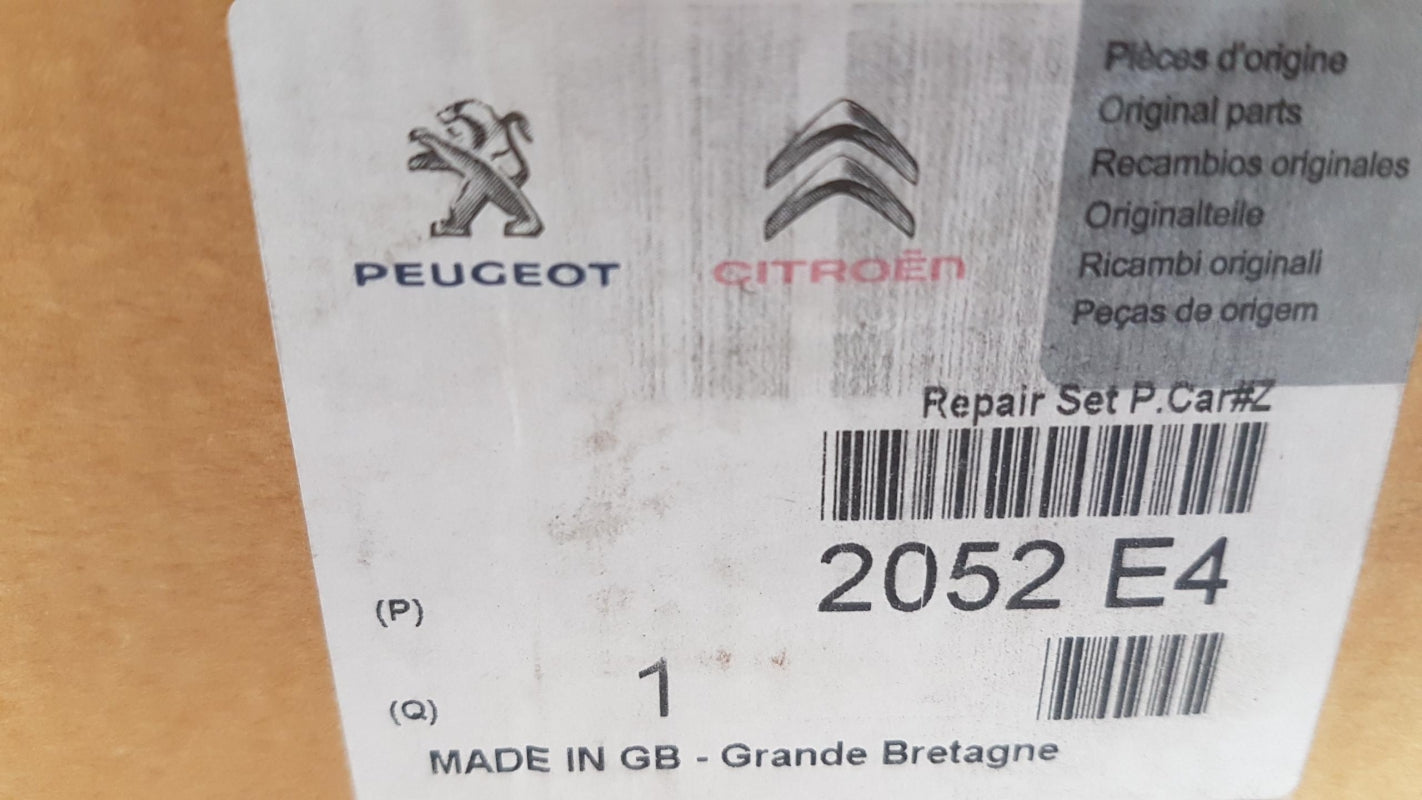 PEUGEOT
CITROËN
Pièces d'origine
Original parts
Recambios originales
Originalteile
Ricambi originali
Peças de origem
Repair Set P.Car#Z
(P) 2052 E4
(Q) 1
MADE IN GB - Grande Bretagne